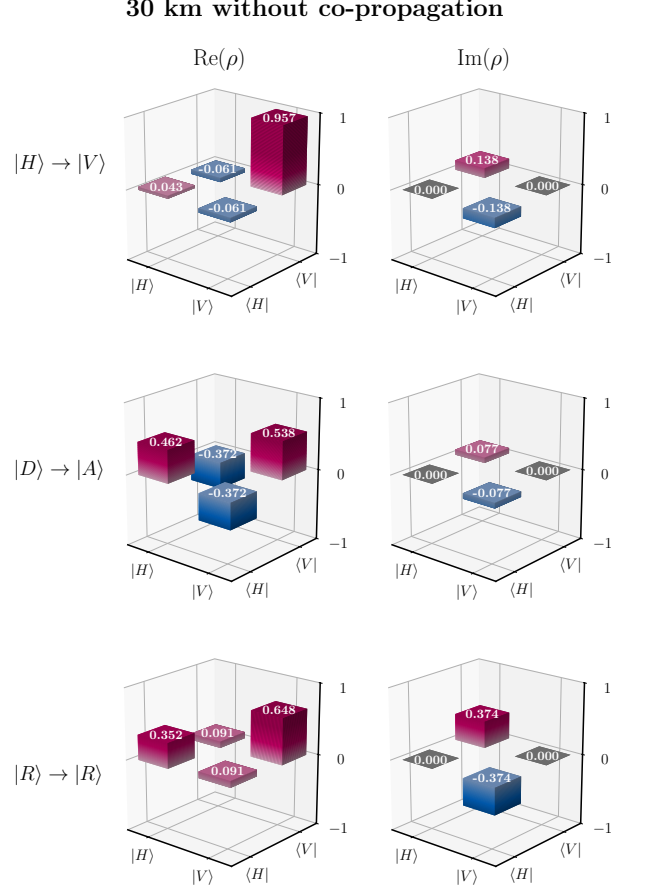 30 km without co-propagation
Re(ρ)
Im(ρ)
|H⟩ → |V⟩
0.957
-0.061
0.043
-0.061
1
0
−1
|H⟩
|V⟩
⟨H|
⟨V|
0.138
0.000
0.000
-0.138
1
0
−1
|H⟩
|V⟩
⟨H|
⟨V|
|D⟩ → |A⟩
0.538
0.462
-0.372
-0.372
1
0
−1
|H⟩
|V⟩
⟨H|
⟨V|
0.077
0.000
0.000
-0.077
1
0
−1
|H⟩
|V⟩
⟨H|
⟨V|
|R⟩ → |R⟩
0.648
0.352
0.091
0.091
1
0
−1
|H⟩
|V⟩
⟨H|
⟨V|
0.374
0.000
0.000
-0.374
1
0
−1
|H⟩
|V⟩
⟨H|
⟨V|